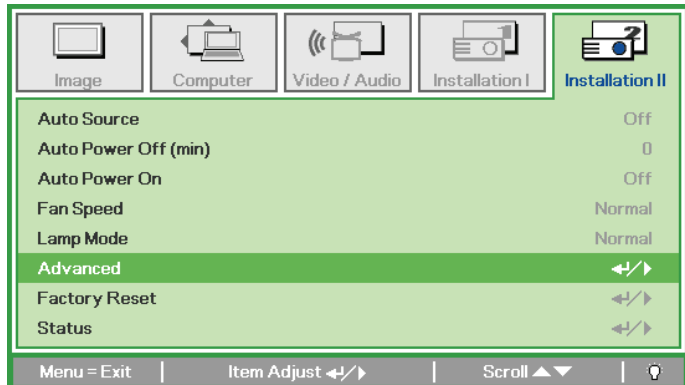 Image Computer Video / Audio Installation I Installation II
Auto Source Off
Auto Power Off (min) 0
Auto Power On Off
Fan Speed Normal
Lamp Mode Normal
Advanced
Factory Reset
Status
Menu = Exit Item Adjust Scroll